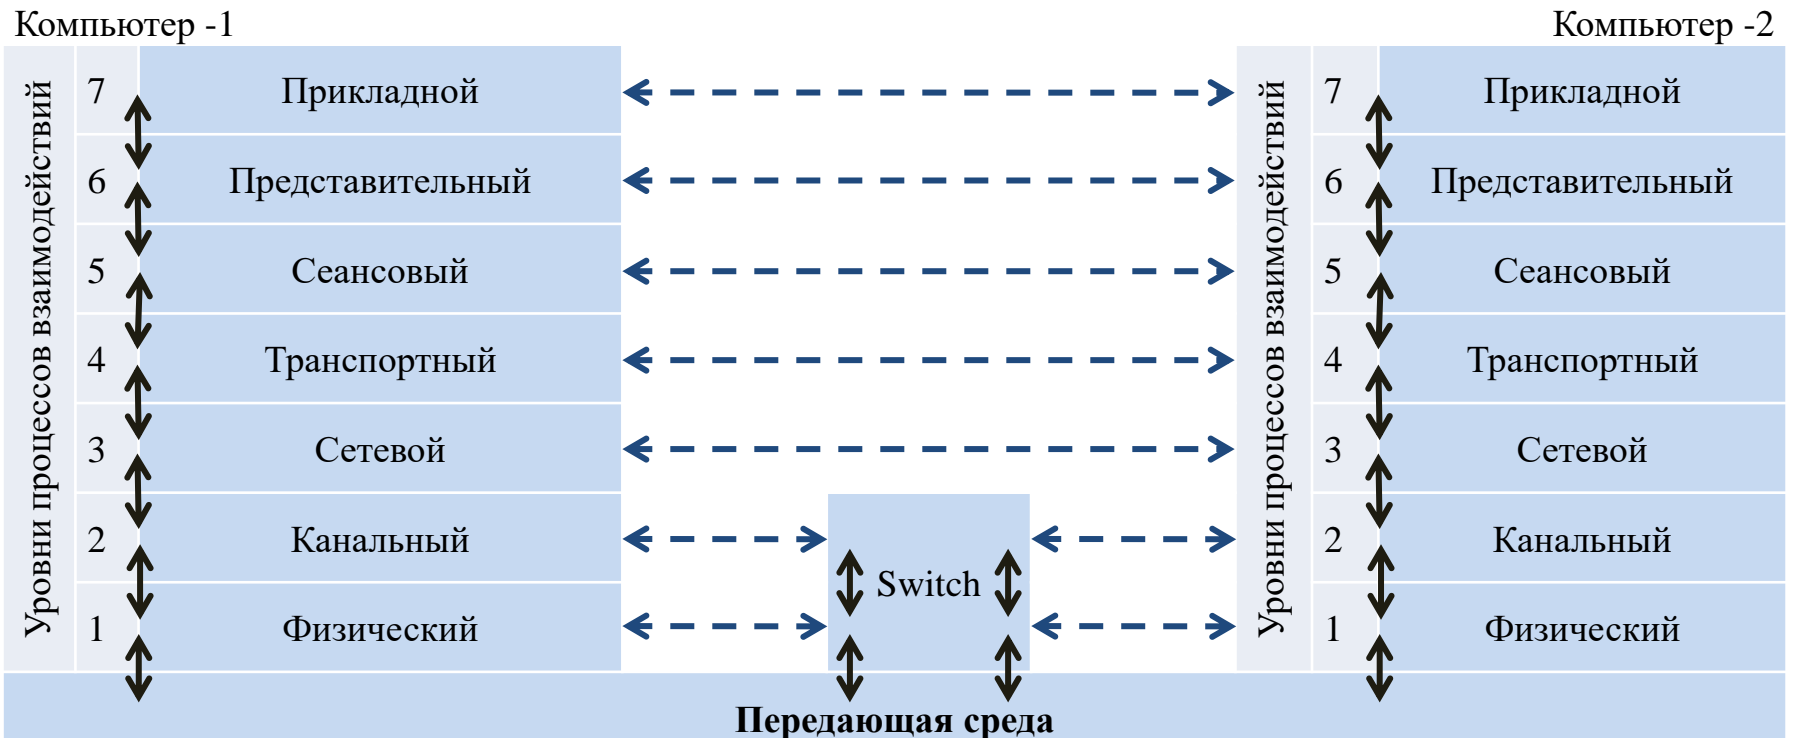 Компьютер -1
Компьютер -2
Уровни процессов взаимодействий
7 Прикладной
6 Представительный
5 Сеансовый
4 Транспортный
3 Сетевой
2 Канальный
1 Физический
Switch
Уровни процессов взаимодействий
7 Прикладной
6 Представительный
5 Сеансовый
4 Транспортный
3 Сетевой
2 Канальный
1 Физический
Передающая среда